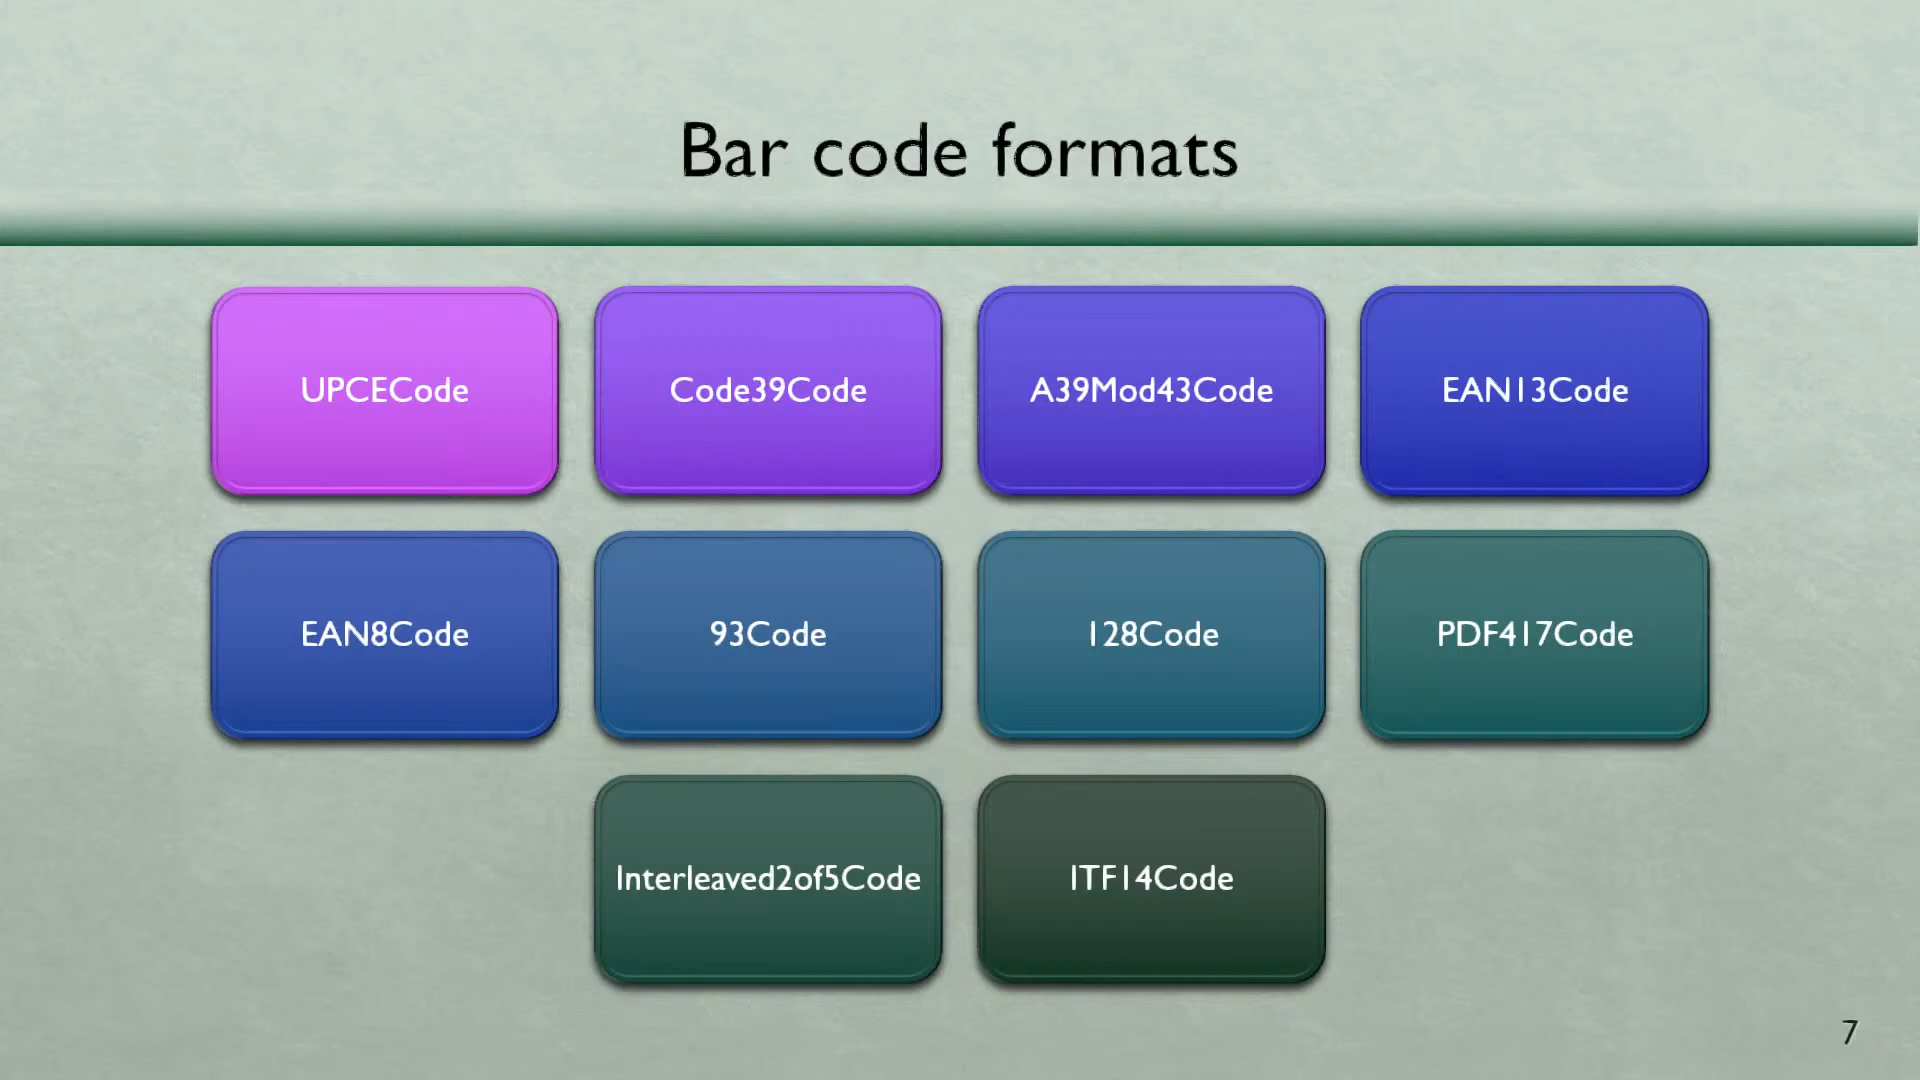 Bar code formats
UPCECode
Code39Code
A39Mod43Code
EAN13Code
EAN8Code
93Code
128Code
PDF417Code
Interleaved2of5Code
ITF14Code
7